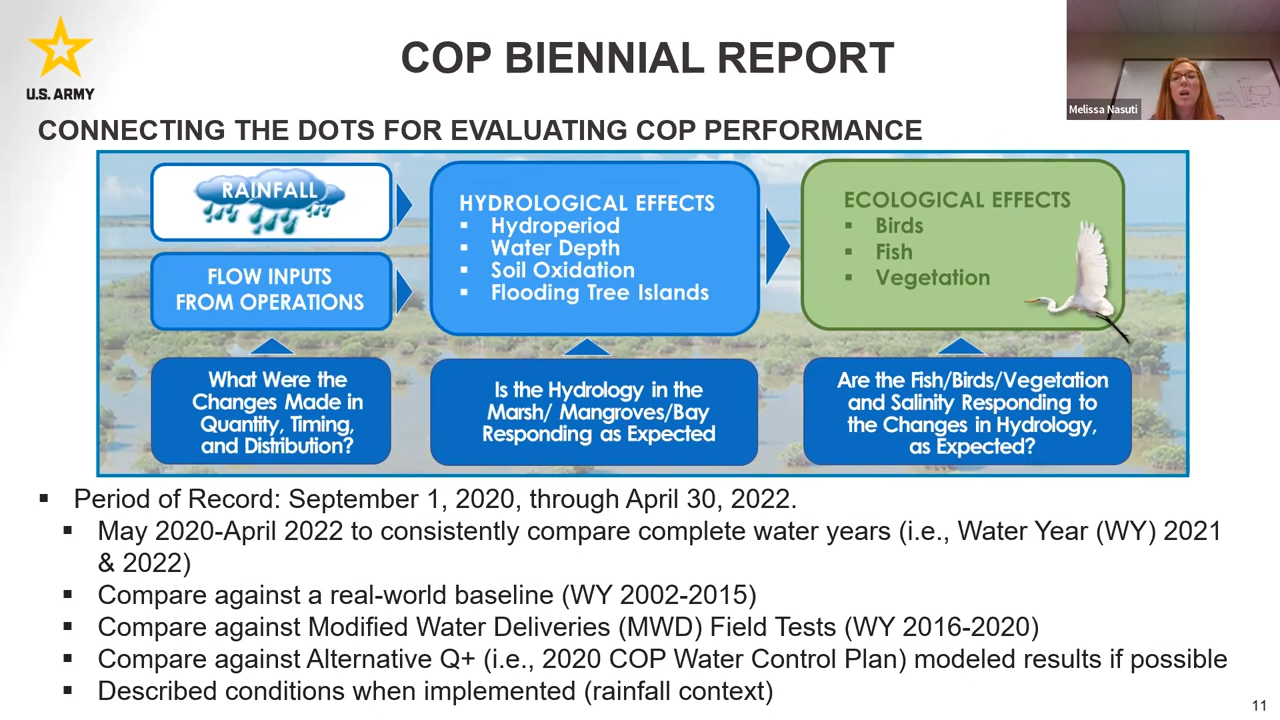 U.S. ARMY
COP BIENNIAL REPORT
Melissa Nasuti
CONNECTING THE DOTS FOR EVALUATING COP PERFORMANCE
RAINFALL
FLOW INPUTS
FROM OPERATIONS
HYDROLOGICAL EFFECTS
▪ Hydroperiod
▪ Water Depth
▪ Soil Oxidation
▪ Flooding Tree Islands
ECOLOGICAL EFFECTS
▪ Birds
▪ Fish
▪ Vegetation
What Were the
Changes Made in
Quantity, Timing,
and Distribution?
Is the Hydrology in the
Marsh/ Mangroves/Bay
Responding as Expected
Are the Fish/Birds/Vegetation
and Salinity Responding to
the Changes in Hydrology,
as Expected?
▪ Period of Record: September 1, 2020, through April 30, 2022.
▪ May 2020-April 2022 to consistently compare complete water years (i.e., Water Year (WY) 2021
& 2022)
▪ Compare against a real-world baseline (WY 2002-2015)
▪ Compare against Modified Water Deliveries (MWD) Field Tests (WY 2016-2020)
▪ Compare against Alternative Q+ (i.e., 2020 COP Water Control Plan) modeled results if possible
▪ Described conditions when implemented (rainfall context)
11